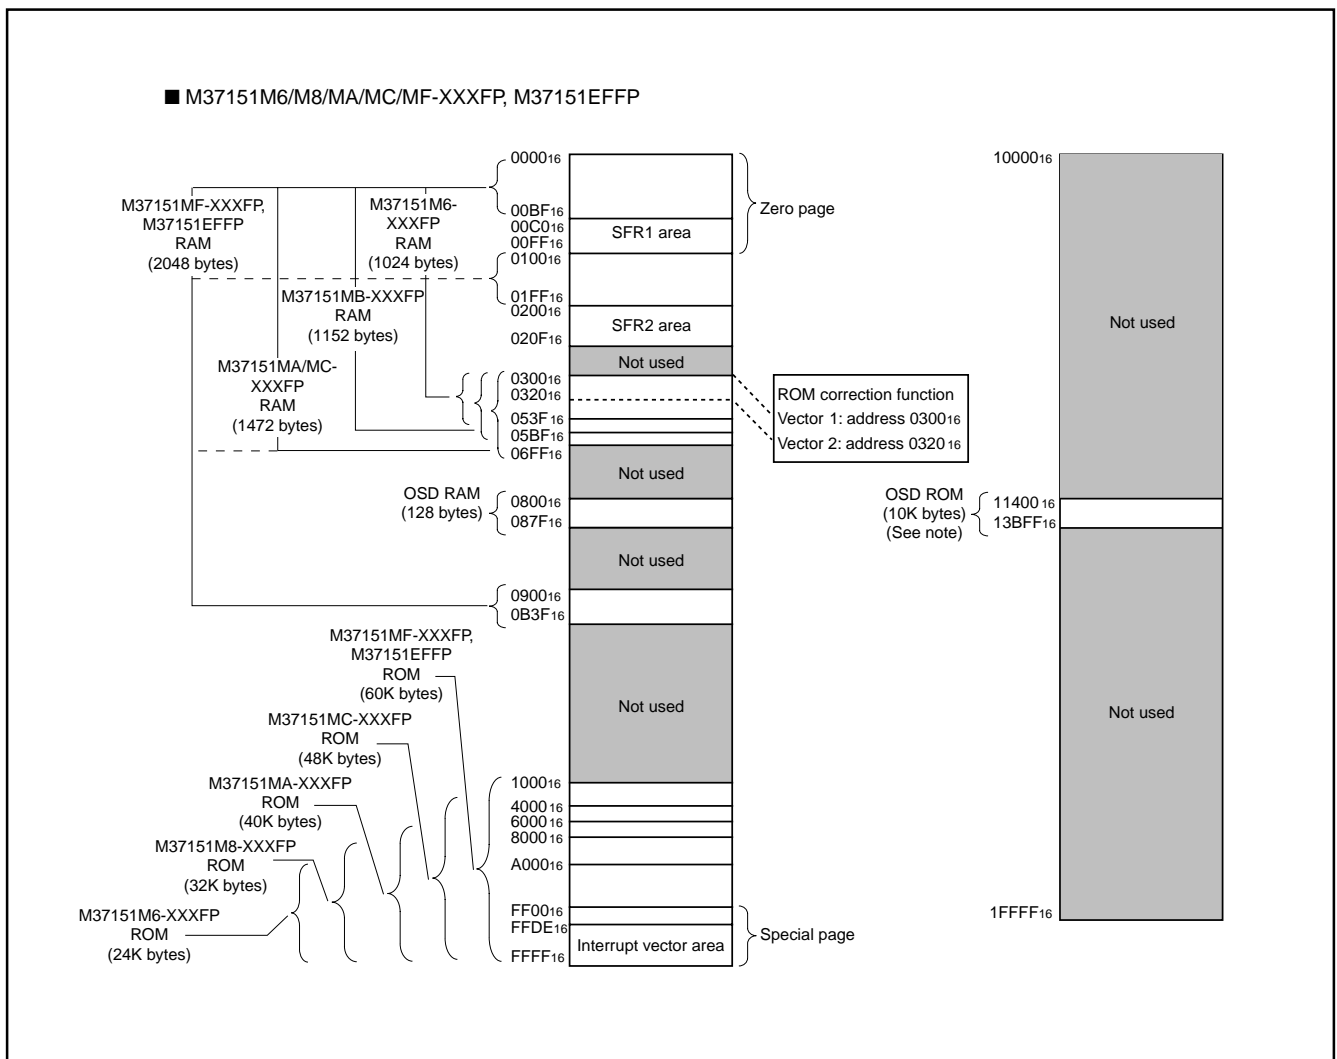 ■ M37151M6/M8/MA/MC/MF-XXXFP, M37151EFFP
M37151MF-XXXFP,
M37151EFFP
RAM
(2048 bytes)
M37151M6-
XXXFP
RAM
(1024 bytes)
M37151MB-XXXFP
RAM
(1152 bytes)
M37151MA/MC-
XXXFP
RAM
(1472 bytes)
OSD RAM
(128 bytes)
M37151MF-XXXFP,
M37151EFFP
ROM
(60K bytes)
M37151MC-XXXFP
ROM
(48K bytes)
M37151MA-XXXFP
ROM
(40K bytes)
M37151M8-XXXFP
ROM
(32K bytes)
M37151M6-XXXFP
ROM
(24K bytes)
0000₁₆
00BF₁₆
00C0₁₆
00FF₁₆
0100₁₆
01FF₁₆
0200₁₆
020F₁₆
0300₁₆
0320₁₆
053F₁₆
05BF₁₆
06FF₁₆
0800₁₆
087F₁₆
0900₁₆
0B3F₁₆
1000₁₆
4000₁₆
6000₁₆
8000₁₆
A000₁₆
FF00₁₆
FFDE₁₆
FFFF₁₆
SFR1 area
SFR2 area
Not used
Not used
Not used
Not used
Interrupt vector area
Zero page
ROM correction function
Vector 1: address 0300₁₆
Vector 2: address 0320₁₆
Special page
10000₁₆
Not used
OSD ROM
(10K bytes)
(See note)
11400₁₆
13BFF₁₆
Not used
1FFFF₁₆